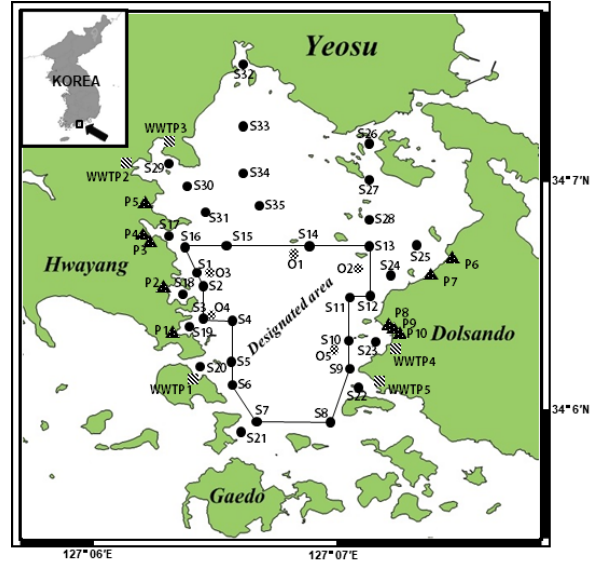 Yeosu
KOREA
S32
WWTP3
S33
S26
WWTP2
S29
S34
S27
S30
P5
S31
S35
S28
P4
S17
P3
S16
S15
S14
S13
S25
P6
O1
Hwayang
S1
O3
O2
S24
P7
P2
S18
S2
Designated area
S11
S12
S3
O4
S4
P8
P9
P10
Dolsando
P1
S19
S10
S23
O5
WWTP4
S20
S5
S9
WWTP1
S6
S22
WWTP5
S7
S8
S21
Gaedo
34°7'N
34°6'N
127°06'E
127°07'E